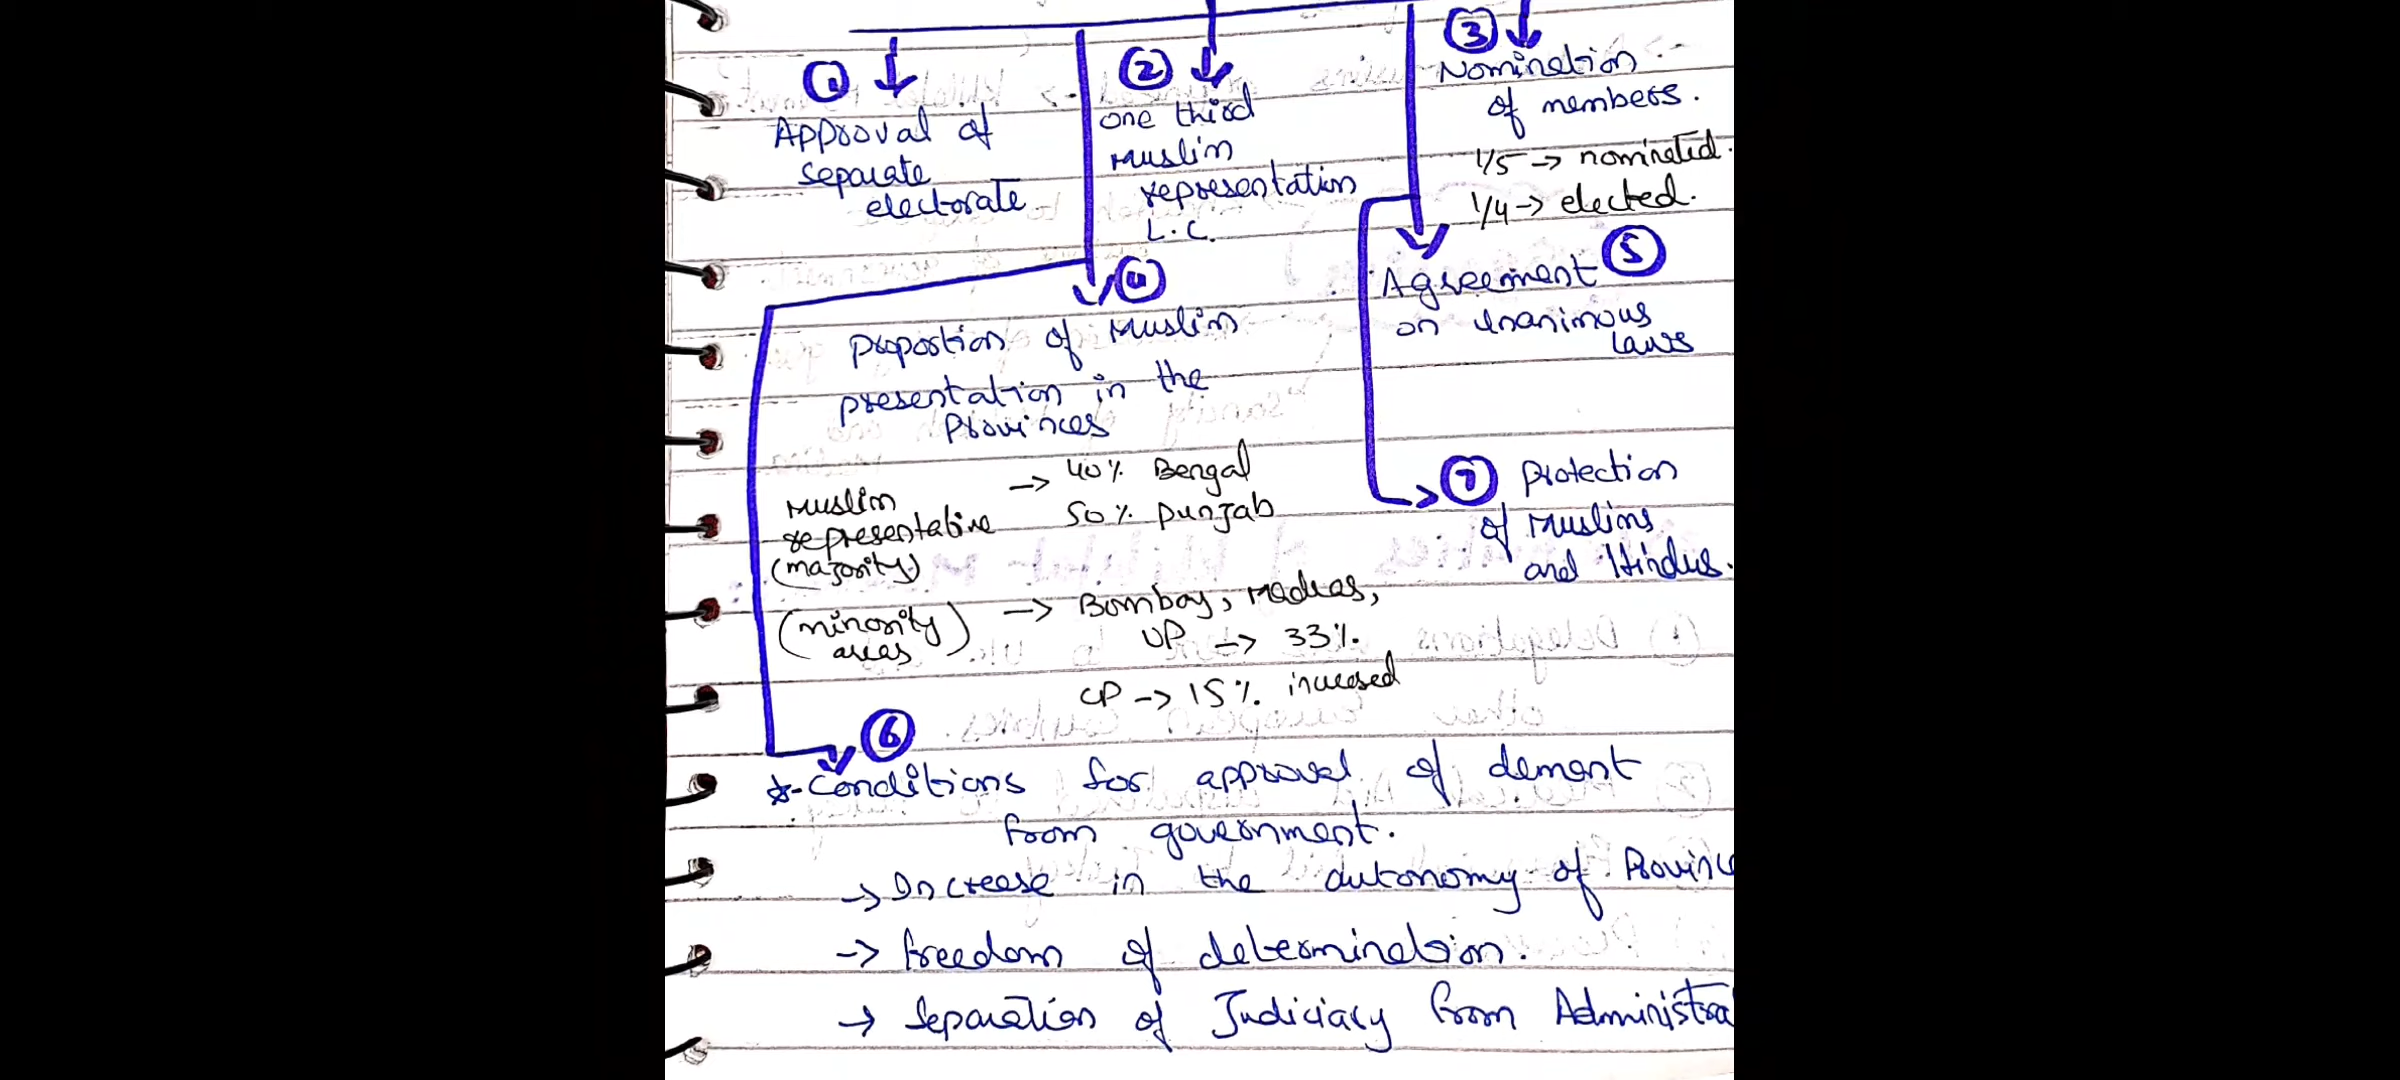 ①
Approval of
separate
electorate
②
one third
Muslim
representation
L.C.
③
Nomination
of members.
1/5 -> nominated.
1/4 -> elected.
④
proportion of Muslim
presentation in the
Provinces
Muslim
representative
(majority)
-> 40% Bengal
50% Punjab
(minority
areas)
-> Bombay, Madras,
UP -> 33%.
CP -> 15% increased
Agreement ⑤
on unanimous
laws
⑦ protection
of Muslims
and Hindus.
⑥
☆-Conditions for approval of demant
from government.
-> Increase in the autonomy of Province
-> freedom of determination.
-> Separation of Judiciary from Administra